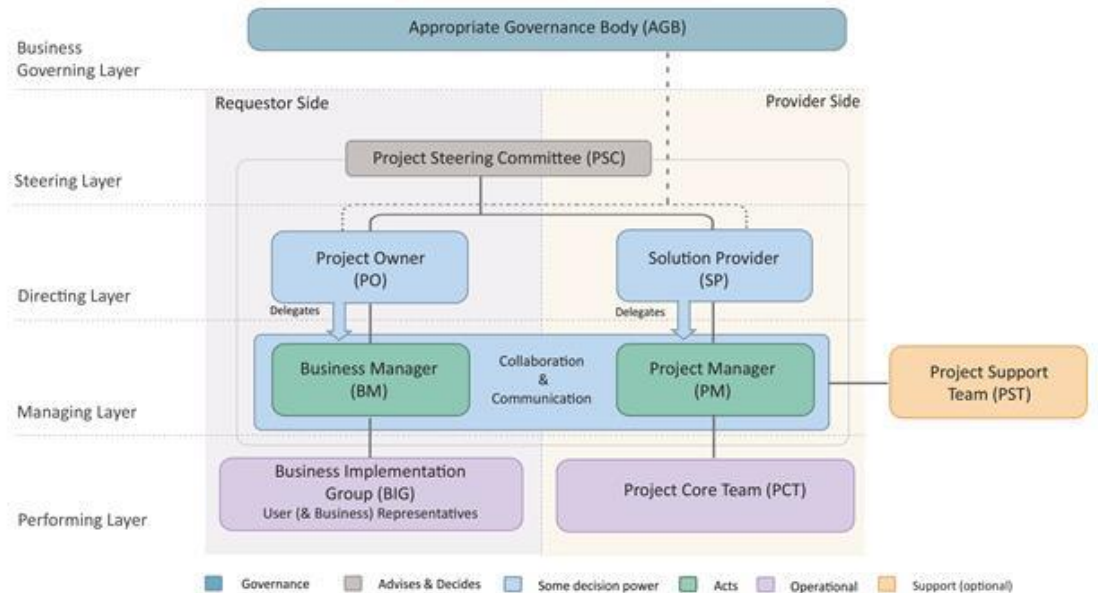 Appropriate Governance Body (AGB)
Business
Governing Layer
Requestor Side
Provider Side
Project Steering Committee (PSC)
Steering Layer
Project Owner
(PO)
Solution Provider
(SP)
Directing Layer
Delegates
Delegates
Business Manager
(BM)
Collaboration
&
Communication
Project Manager
(PM)
Project Support
Team (PST)
Managing Layer
Business Implementation
Group (BIG)
User (& Business) Representatives
Project Core Team (PCT)
Performing Layer
Governance
Advises & Decides
Some decision power
Acts
Operational
Support (optional)